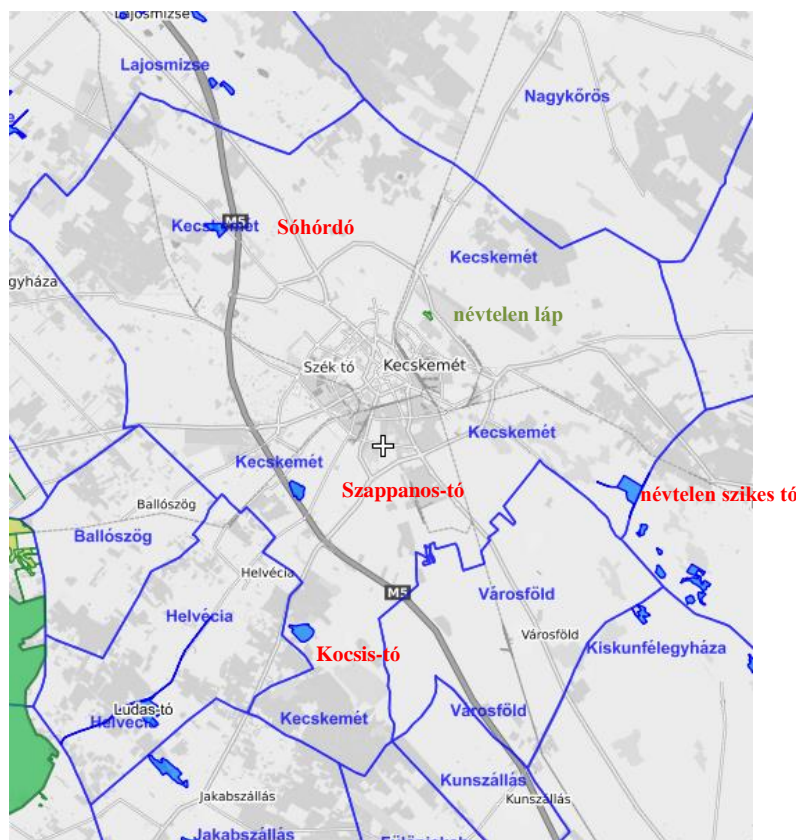 Lajosmizse
Lajosmizse
Nagykőrös
e
M5
Kecskemét
Sóhórdó
Kecskemét
gyháza
névtelen láp
Szék tó
Kecskemét
Kecskemét
Kecskemét
Szappanos-tó
névtelen szikes tó
Ballószög
Ballószög
Helvécia
M5
Városföld
Helvécia
Városföld
Kiskunfélegyháza
Kocsis-tó
Ludas-tó
Helvécia
Kecskemét
Városföld
Kunszállás
Jakabszállás
Kunszállás
Jakabszállás